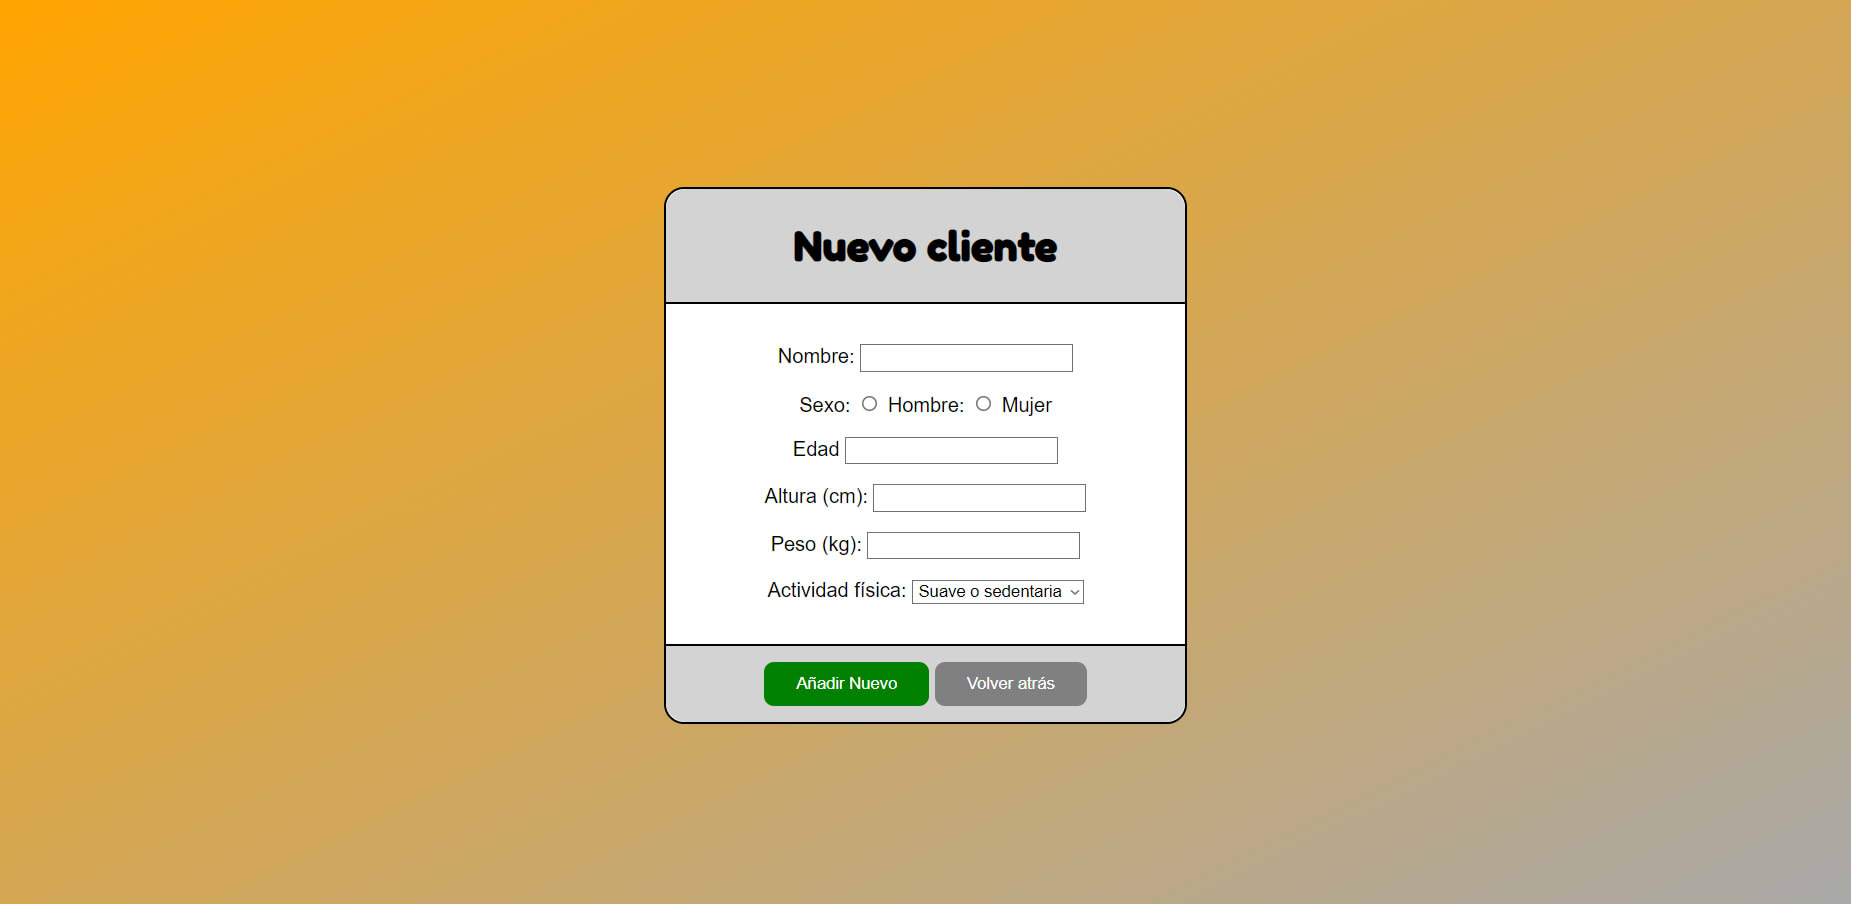 Nuevo cliente
Nombre:
Sexo: Hombre: Mujer
Edad
Altura (cm):
Peso (kg):
Actividad física: Suave o sedentaria
Añadir Nuevo Volver atrás